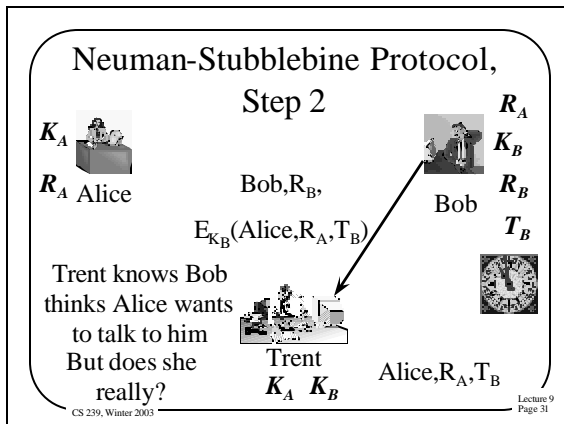 Neuman-Stubblebine Protocol,
Step 2
K_A
R_A Alice
Bob,R_B,
E_{K_B}(Alice,R_A,T_B)
R_A
K_B
R_B
Bob
T_B
Trent knows Bob
thinks Alice wants
to talk to him
But does she
really?
Trent
K_A K_B
Alice,R_A,T_B
CS 239, Winter 2003
Lecture 9
Page 31